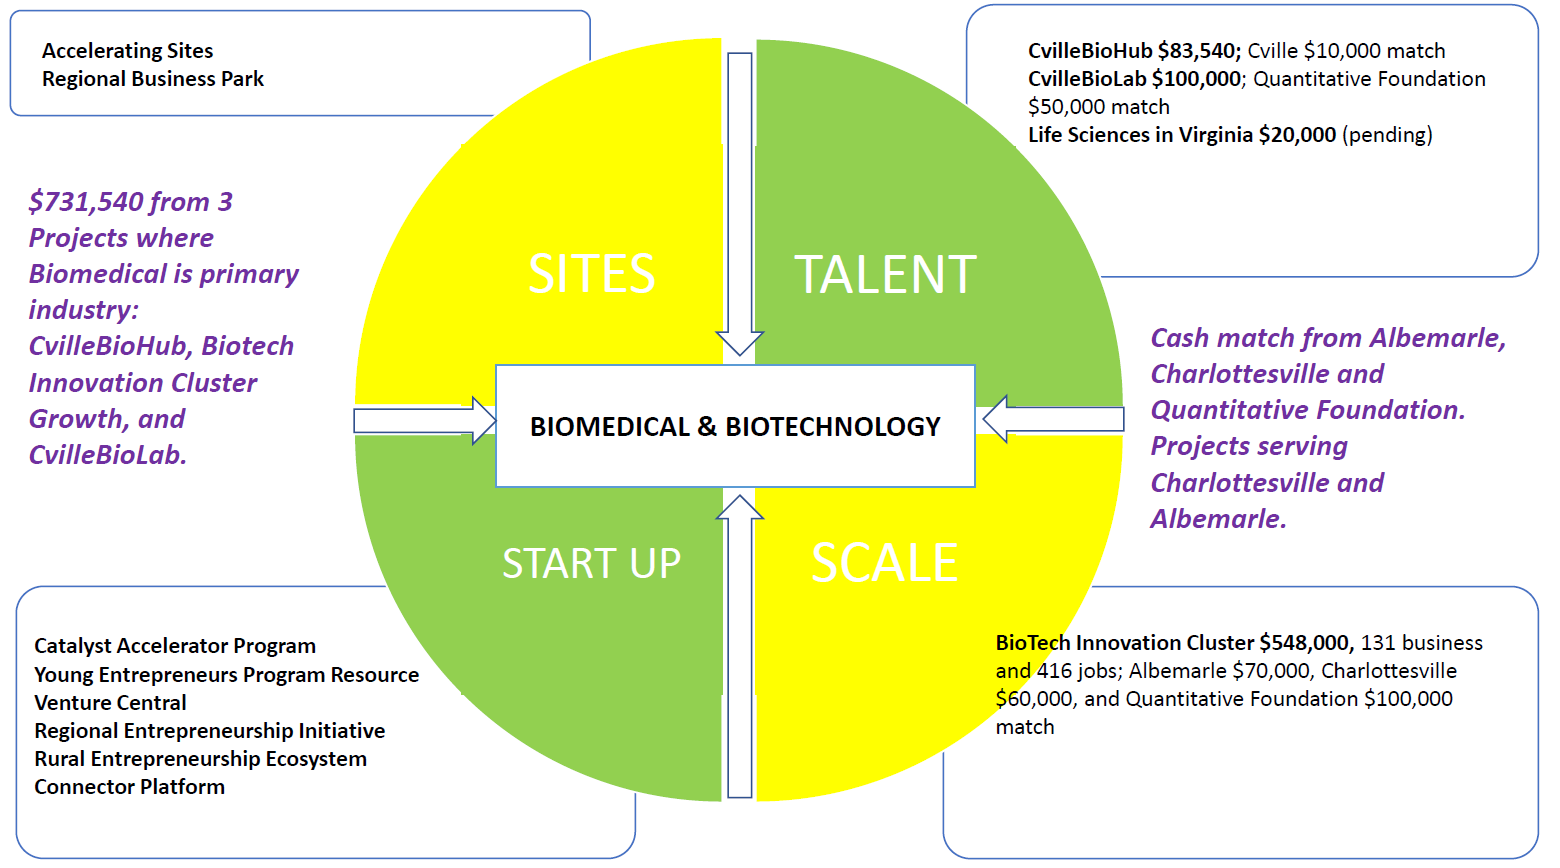 Accelerating Sites
Regional Business Park
CvilleBioHub $83,540; Cville $10,000 match
CvilleBioLab $100,000; Quantitative Foundation
$50,000 match
Life Sciences in Virginia $20,000 (pending)
$731,540 from 3
Projects where
Biomedical is primary
industry:
CvilleBioHub, Biotech
Innovation Cluster
Growth, and
CvilleBioLab.
SITES
TALENT
Cash match from Albemarle,
Charlottesville and
Quantitative Foundation.
Projects serving
Charlottesville and
Albemarle.
BIOMEDICAL & BIOTECHNOLOGY
START UP
SCALE
Catalyst Accelerator Program
Young Entrepreneurs Program Resource
Venture Central
Regional Entrepreneurship Initiative
Rural Entrepreneurship Ecosystem
Connector Platform
BioTech Innovation Cluster $548,000, 131 business
and 416 jobs; Albemarle $70,000, Charlottesville
$60,000, and Quantitative Foundation $100,000
match